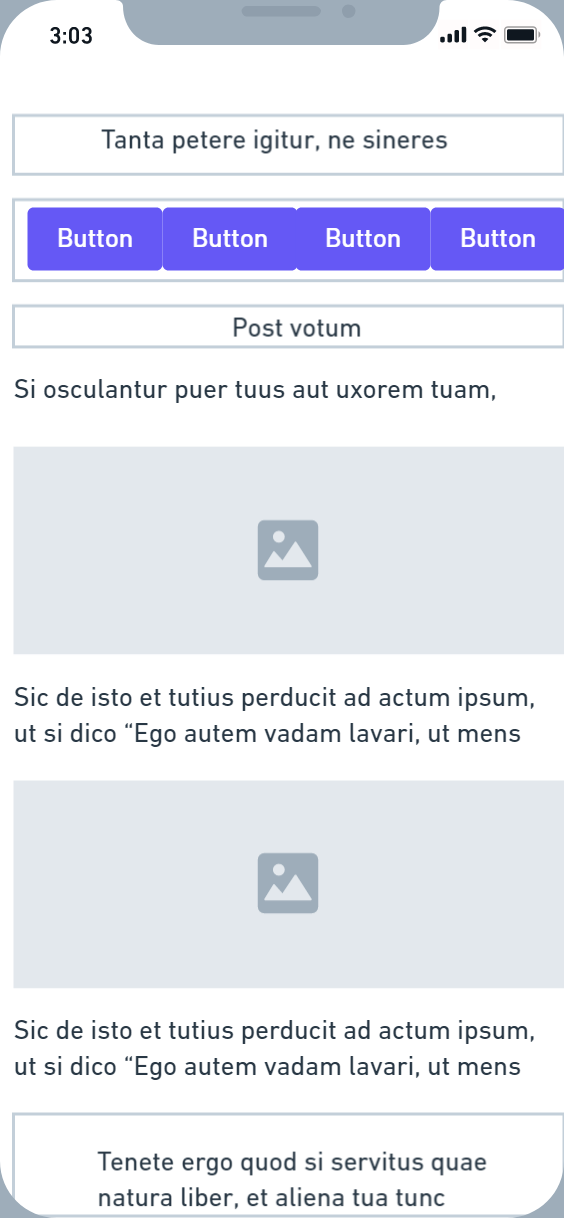 3:03
Tanta petere igitur, ne sineres
Button Button Button Button
Post votum
Si osculantur puer tuus aut uxorem tuam,
Sic de isto et tutius perducit ad actum ipsum,
ut si dico “Ego autem vadam lavari, ut mens
Sic de isto et tutius perducit ad actum ipsum,
ut si dico “Ego autem vadam lavari, ut mens
Tenete ergo quod si servitus quae
natura liber, et aliena tua tunc